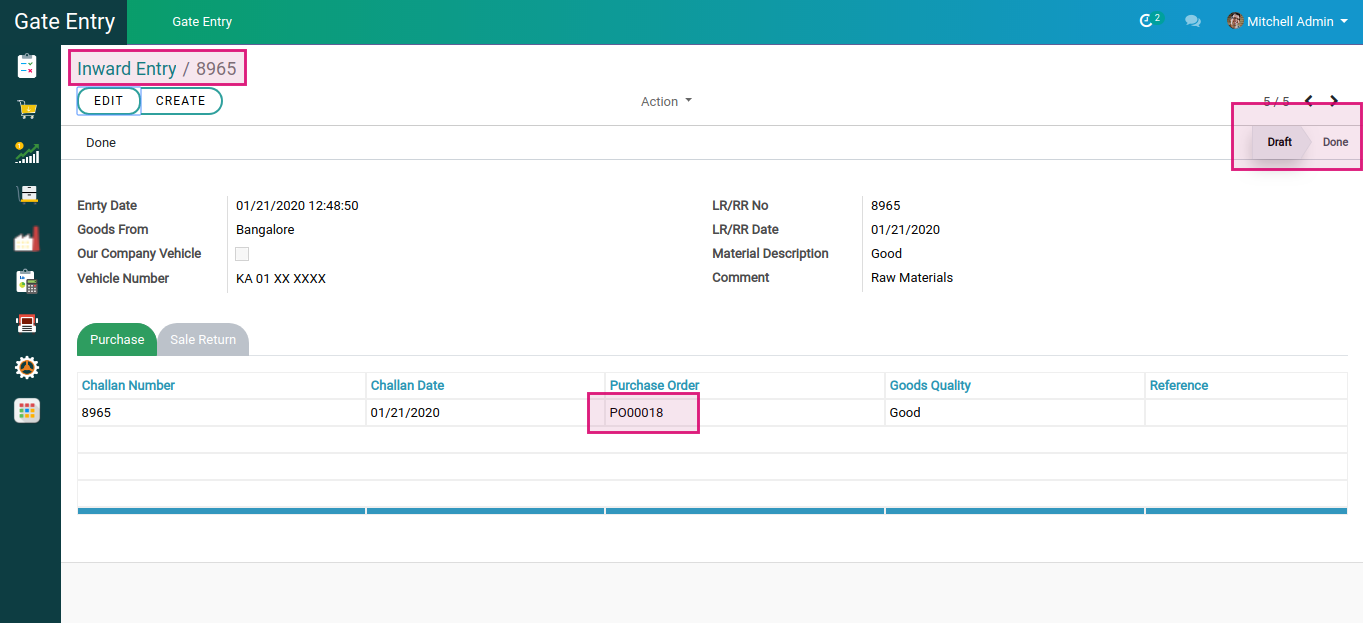 Gate Entry
Gate Entry
2
Mitchell Admin
Inward Entry / 8965
EDIT CREATE
Action
5 / 5
Done
Draft Done
Enrty Date 01/21/2020 12:48:50 LR/RR No 8965
Goods From Bangalore LR/RR Date 01/21/2020
Our Company Vehicle Material Description Good
Vehicle Number KA 01 XX XXXX Comment Raw Materials
Purchase Sale Return
Challan Number Challan Date Purchase Order Goods Quality Reference
8965 01/21/2020 PO00018 Good